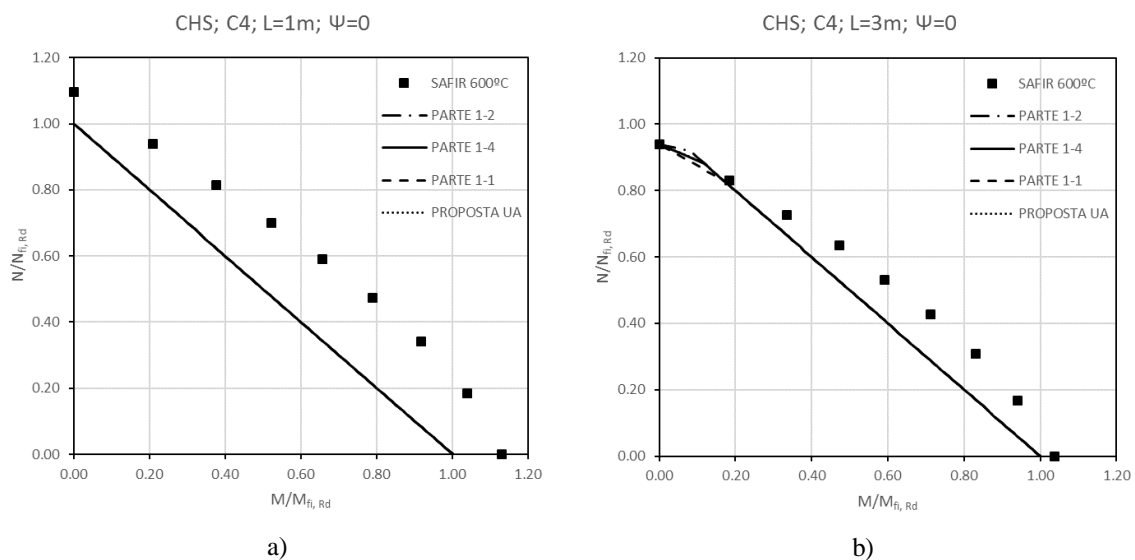 CHS; C4; L=1m; Ψ=0
1.20
1.00
0.80
0.60
0.40
0.20
0.00
N/Nfi, Rd
SAFIR 600ºC
PARTE 1-2
PARTE 1-4
PARTE 1-1
PROPOSTA UA
0.00 0.20 0.40 0.60 0.80 1.00 1.20
M/Mfi, Rd
a)
CHS; C4; L=3m; Ψ=0
1.20
1.00
0.80
0.60
0.40
0.20
0.00
N/Nfi, Rd
SAFIR 600ºC
PARTE 1-2
PARTE 1-4
PARTE 1-1
PROPOSTA UA
0.00 0.20 0.40 0.60 0.80 1.00 1.20
M/Mfi, Rd
b)